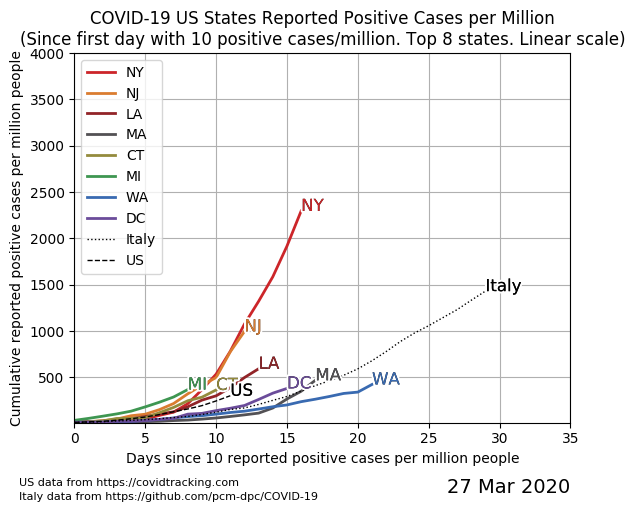 COVID-19 US States Reported Positive Cases per Million
(Since first day with 10 positive cases/million. Top 8 states. Linear scale)
Cumulative reported positive cases per million people
4000
3500
3000
2500
2000
1500
1000
500
NY
NJ
LA
MA
CT
MI
WA
DC
Italy
US
NY
Italy
NJ
LA
MA
WA
DC
MI
CT
US
0
5
10
15
20
25
30
35
Days since 10 reported positive cases per million people
US data from https://covidtracking.com
Italy data from https://github.com/pcm-dpc/COVID-19
27 Mar 2020